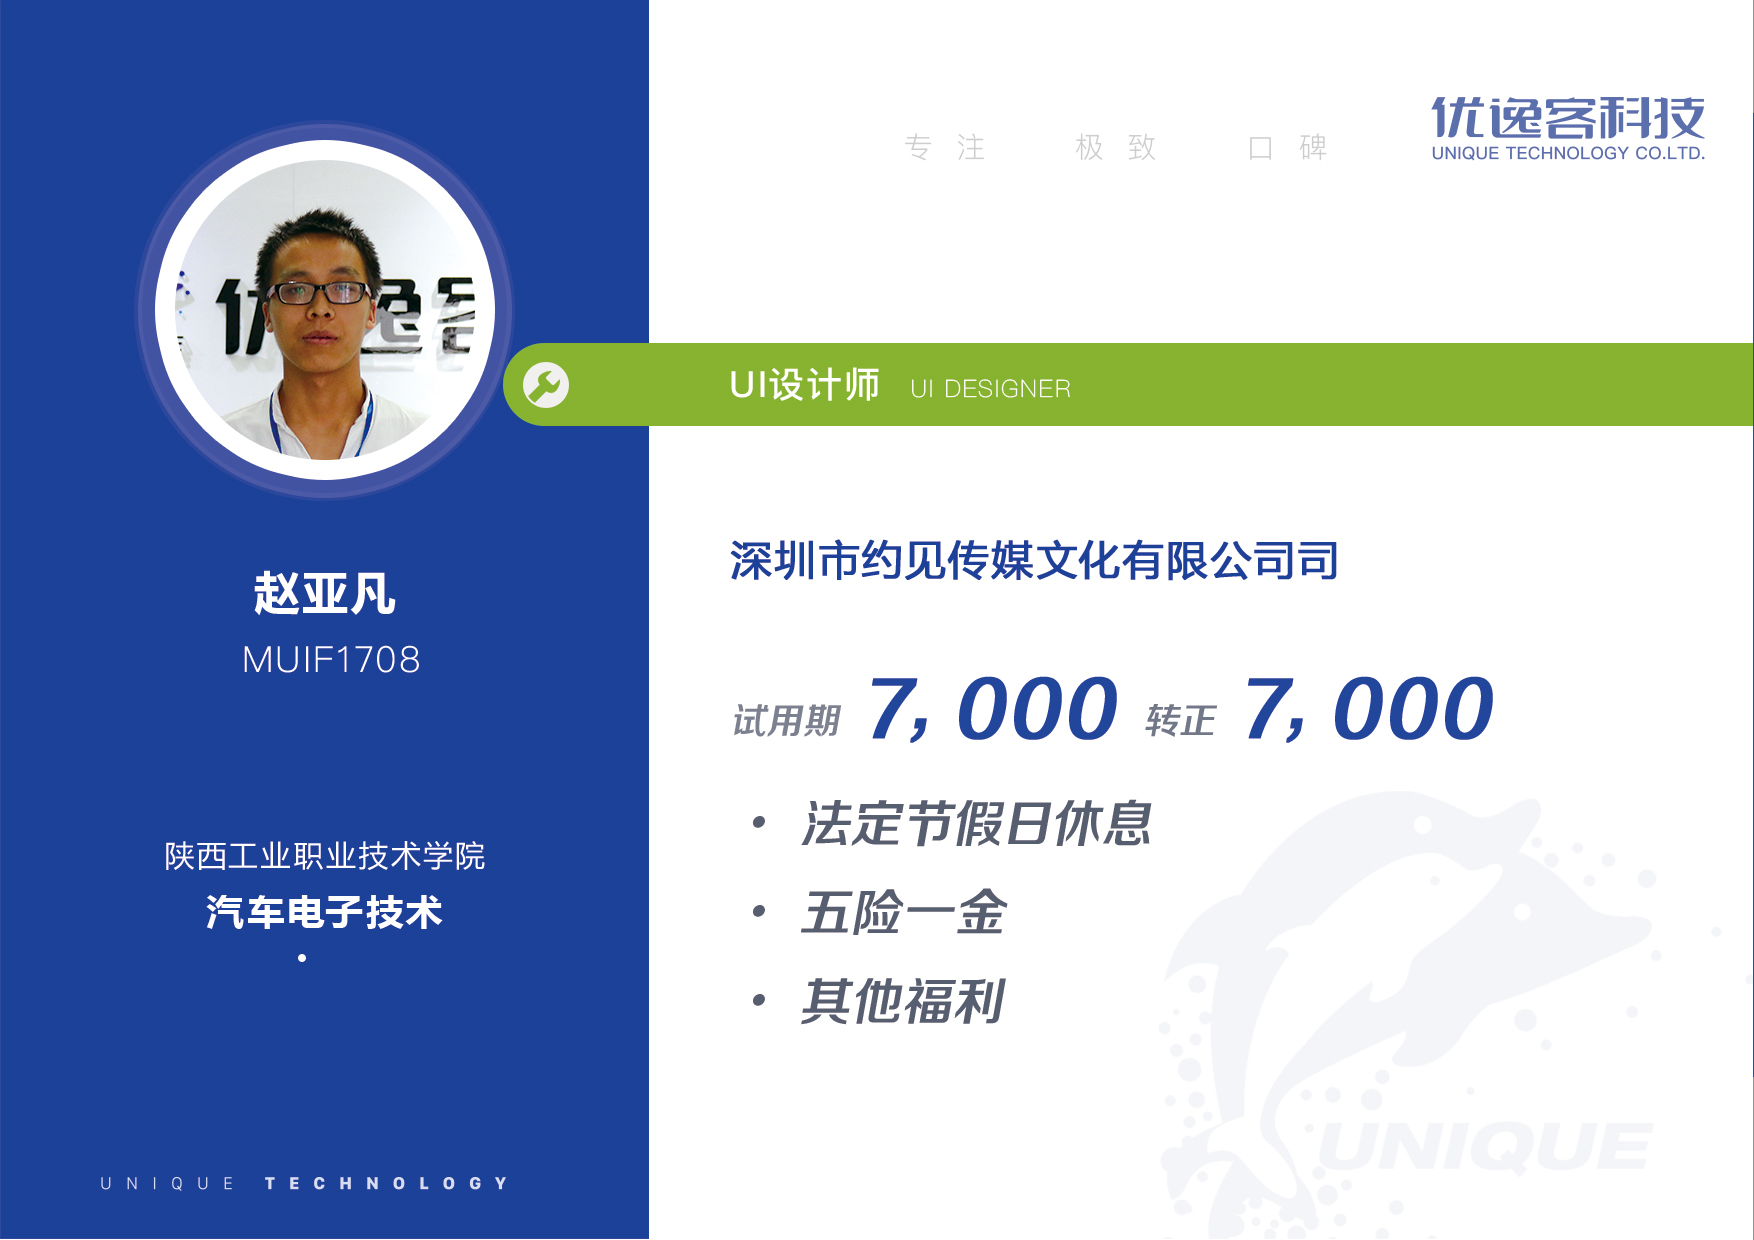 优逸客科技
UNIQUE TECHNOLOGY CO.LTD.
专注 极致 口碑
优逸客
UI设计师 UI DESIGNER
赵亚凡
MUIF1708
陕西工业职业技术学院
汽车电子技术
UNIQUE TECHNOLOGY
深圳市约见传媒文化有限公司司
试用期 7,000 转正 7,000
• 法定节假日休息
• 五险一金
• 其他福利
UNIQUE